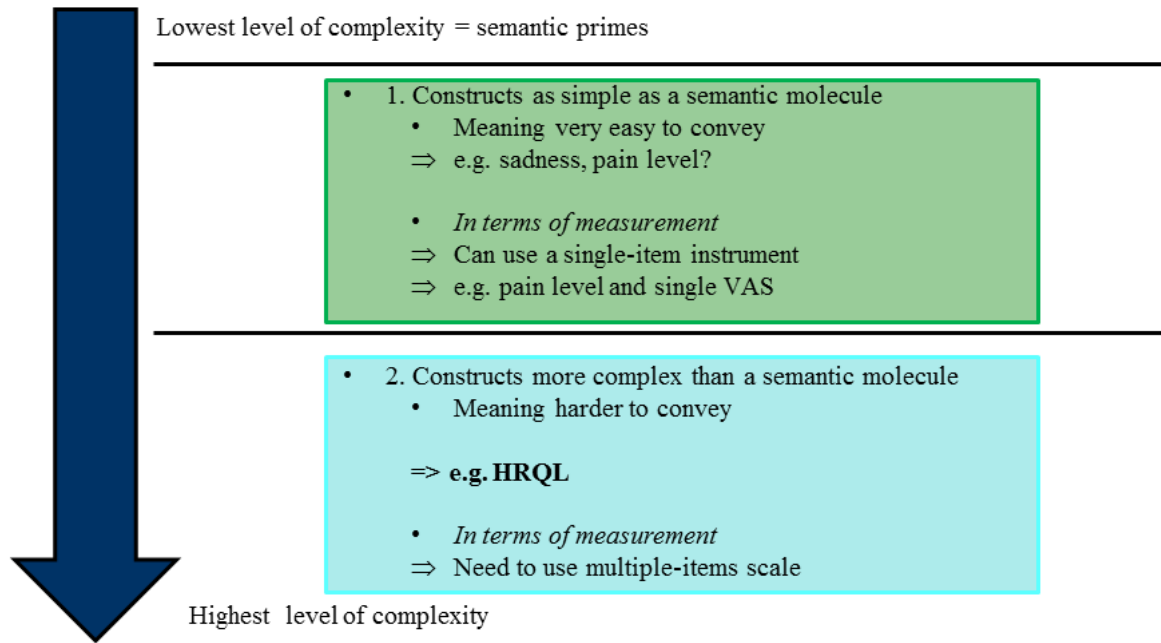 Lowest level of complexity = semantic primes
• 1. Constructs as simple as a semantic molecule
• Meaning very easy to convey
⇒ e.g. sadness, pain level?
• In terms of measurement
⇒ Can use a single-item instrument
⇒ e.g. pain level and single VAS
• 2. Constructs more complex than a semantic molecule
• Meaning harder to convey
=> e.g. HRQL
• In terms of measurement
⇒ Need to use multiple-items scale
Highest level of complexity